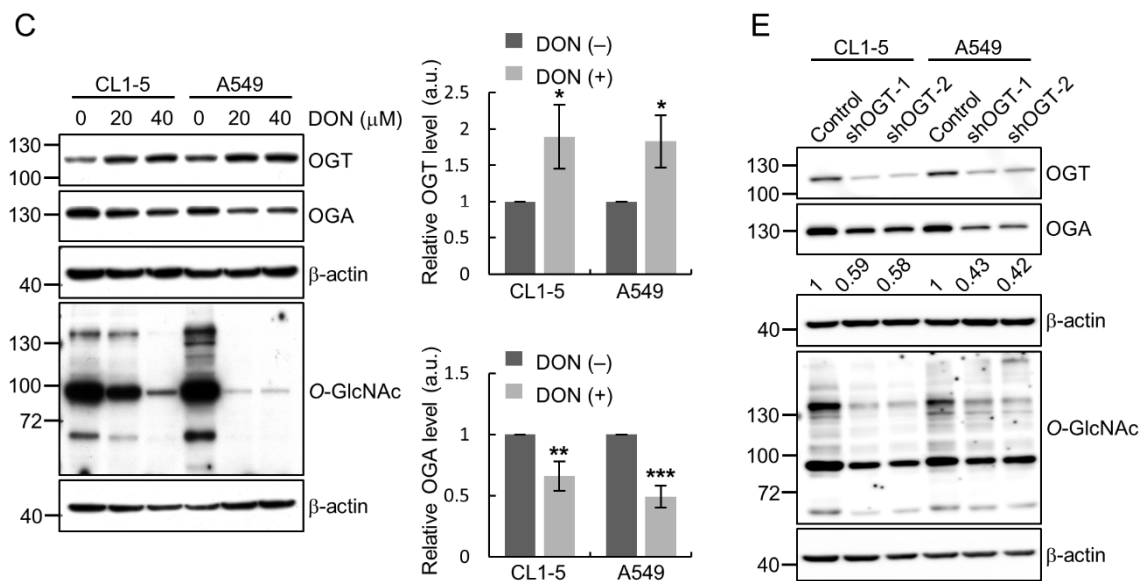 C
CL1-5 A549
0 20 40 0 20 40 DON (μM)
130
100
OGT
130
OGA
40
β-actin
130
100
72
O-GlcNAc
40
β-actin
DON (–)
DON (+)
Relative OGT level (a.u.)
2.5
2
1.5
1
0.5
0
* *
CL1-5 A549
DON (–)
DON (+)
Relative OGA level (a.u.)
1.5
1
0.5
0
** ***
CL1-5 A549
E
CL1-5 A549
Control shOGT-1 shOGT-2 Control shOGT-1 shOGT-2
130
100
OGT
130
OGA
1 0.59 0.58 1 0.43 0.42
40
β-actin
130
100
72
O-GlcNAc
40
β-actin